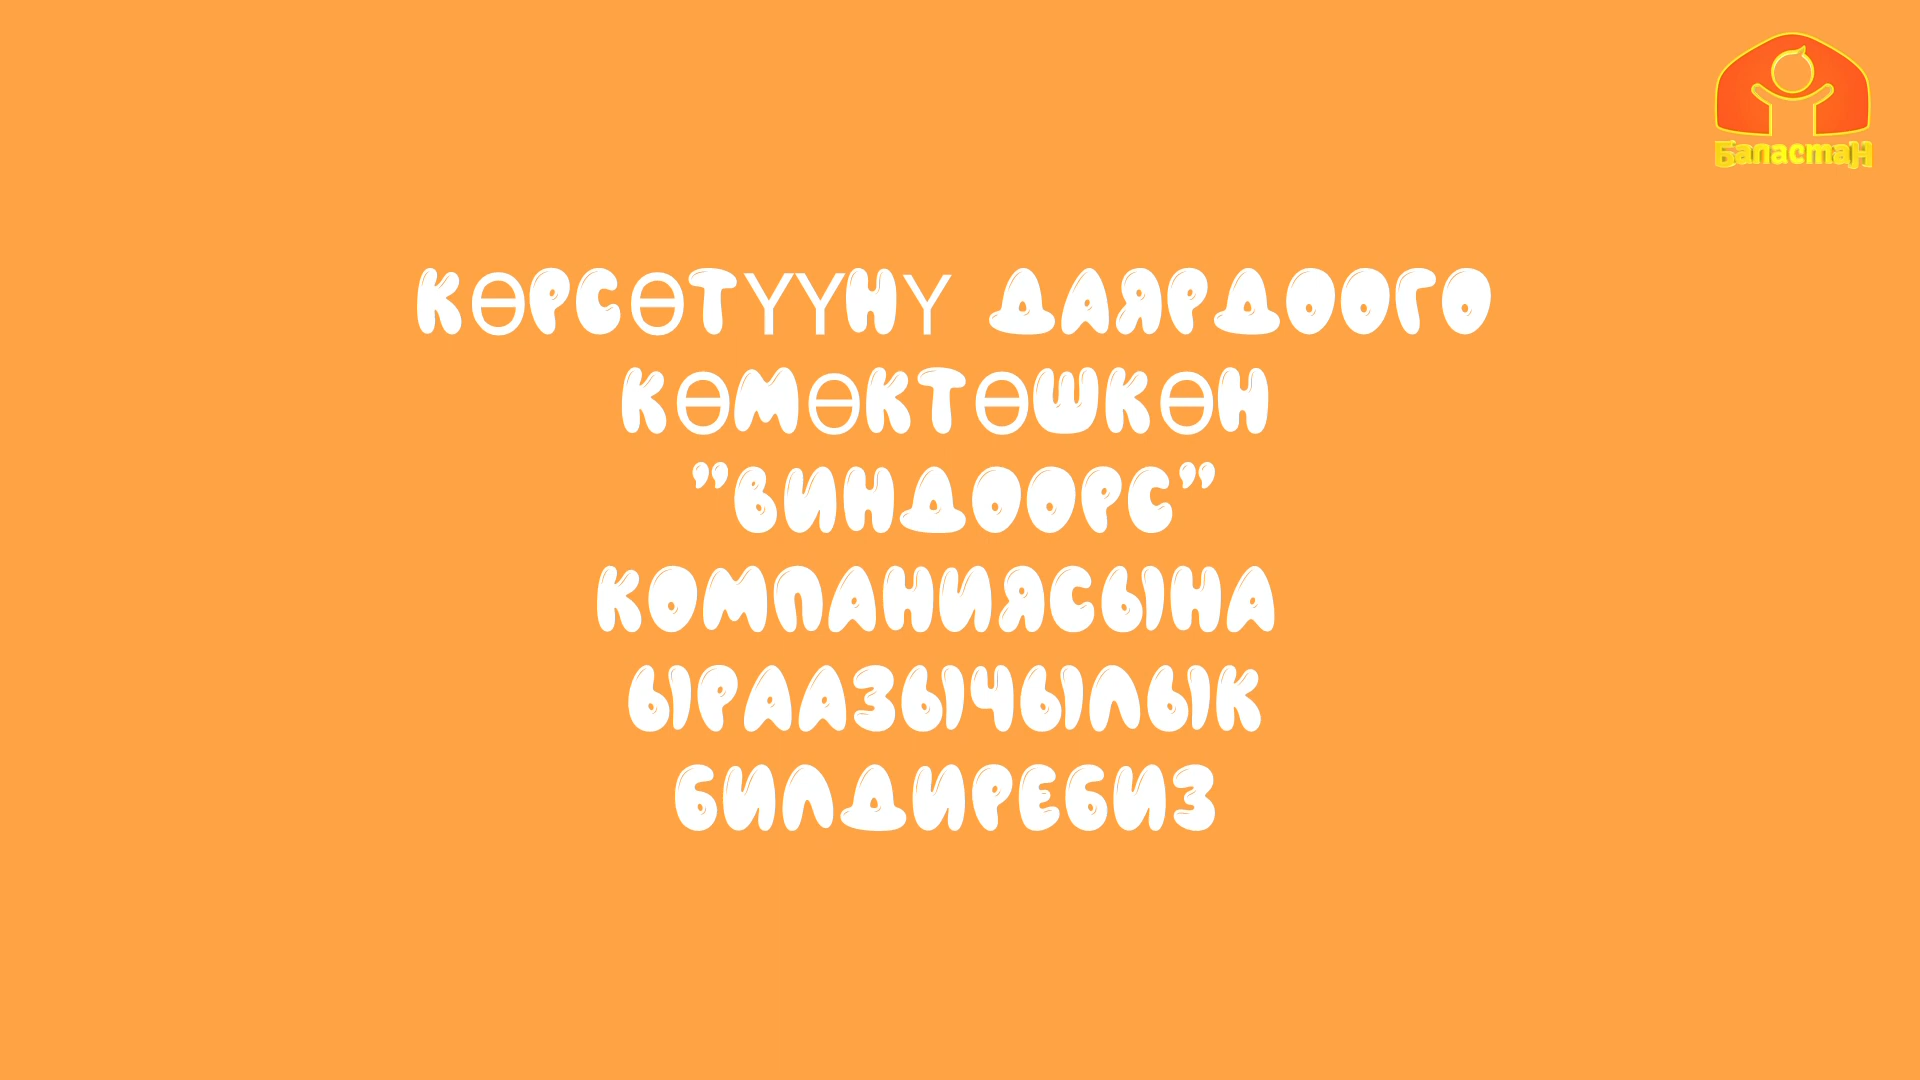 Баластан
КӨРСӨТҮҮНҮ ДАЯРДООГО
КӨМӨКТӨШКӨН
"ВИНДООРС"
КОМПАНИЯСЫНА
ЫРААЗЫЧЫЛЫК
БИЛДИРЕБИЗ